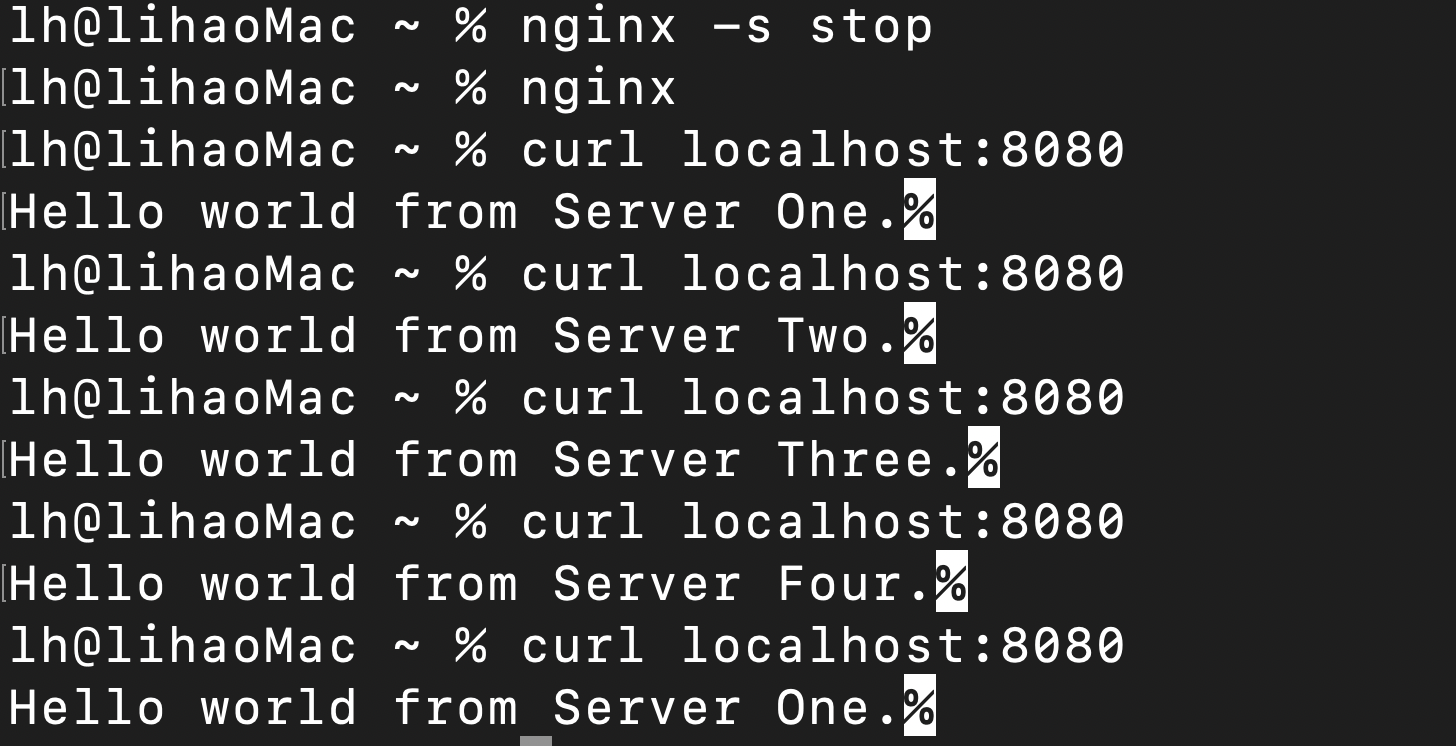 lh@lihaoMac ~ % nginx -s stop
lh@lihaoMac ~ % nginx
lh@lihaoMac ~ % curl localhost:8080
Hello world from Server One.%
lh@lihaoMac ~ % curl localhost:8080
Hello world from Server Two.%
lh@lihaoMac ~ % curl localhost:8080
Hello world from Server Three.%
lh@lihaoMac ~ % curl localhost:8080
Hello world from Server Four.%
lh@lihaoMac ~ % curl localhost:8080
Hello world from Server One.%